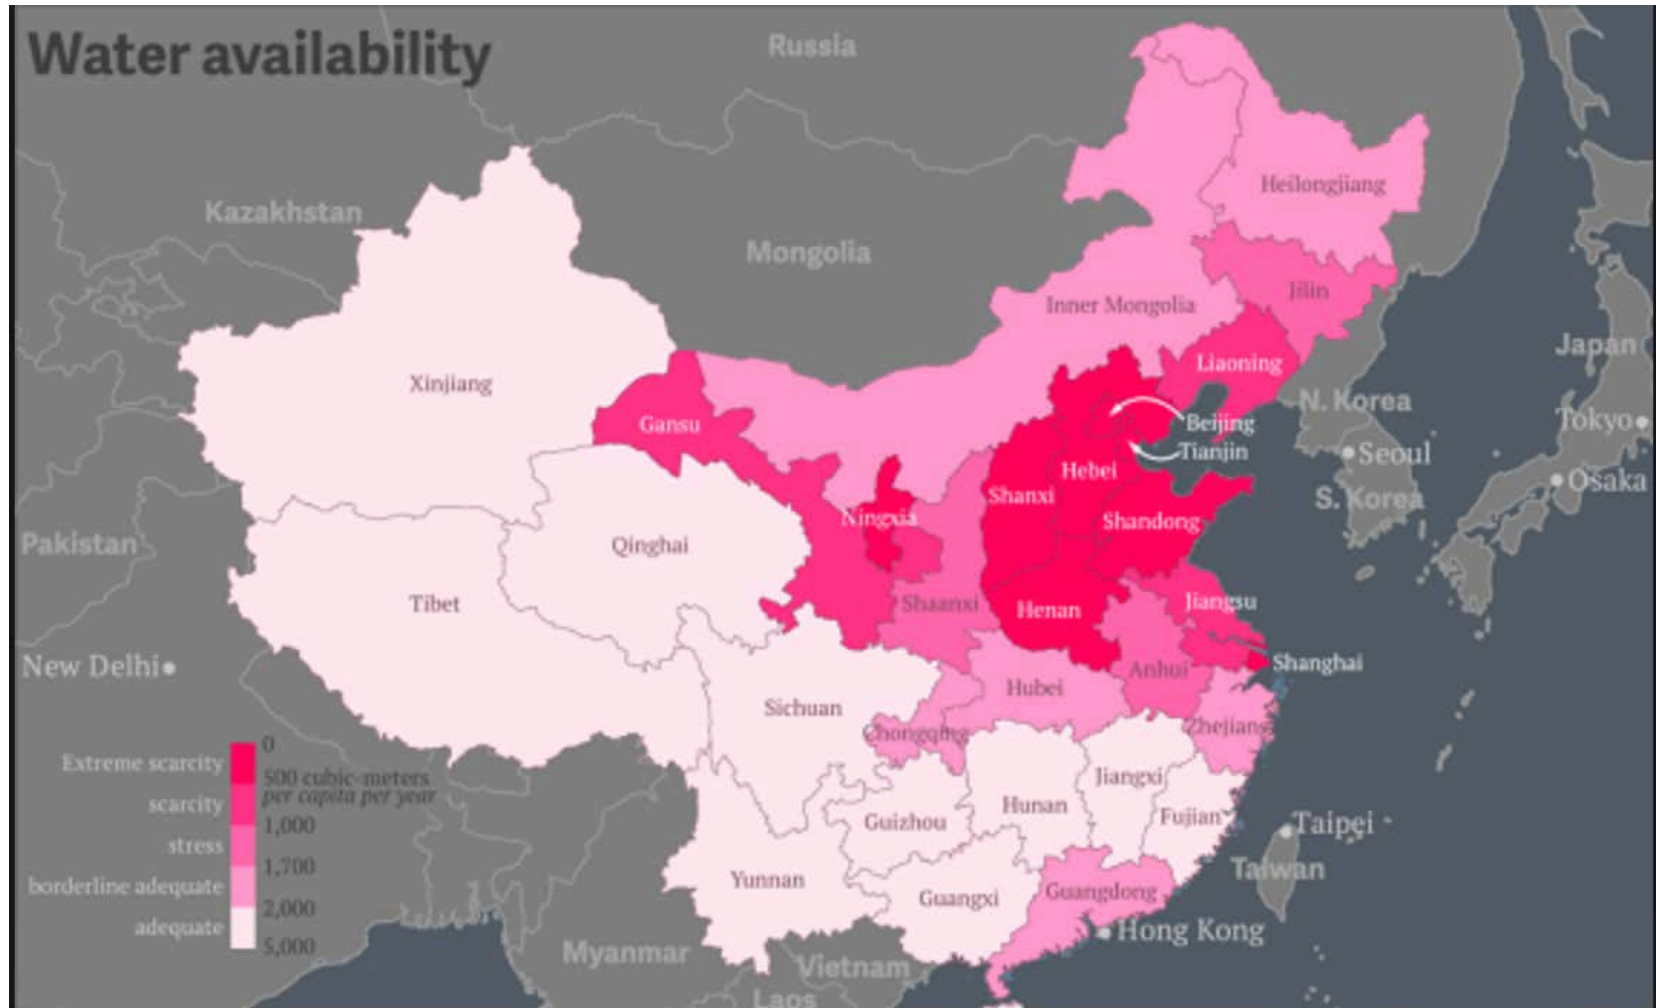 Water availability
Russia
Kazakhstan
Mongolia
Heilongjiang
Inner Mongolia
Jilin
Japan
Xinjiang
Liaoning
Gansu
N. Korea
Beijing
Tokyo
Tianjin
Seoul
Hebei
Osaka
Shanxi
S. Korea
Ningxia
Shandong
Pakistan
Qinghai
Tibet
Shaanxi
Henan
Jiangsu
New Delhi
Shanghai
Anhui
Hubei
Sichuan
Chongqing
Zhejiang
Jiangxi
Hunan
Fujian
Guizhou
Taipei
Taiwan
Yunnan
Guangxi
Guangdong
Hong Kong
Myanmar
Vietnam
Laos
0
Extreme scarcity
500 cubic-meters
per capita per year
scarcity
1,000
stress
1,700
borderline adequate
2,000
adequate
5,000